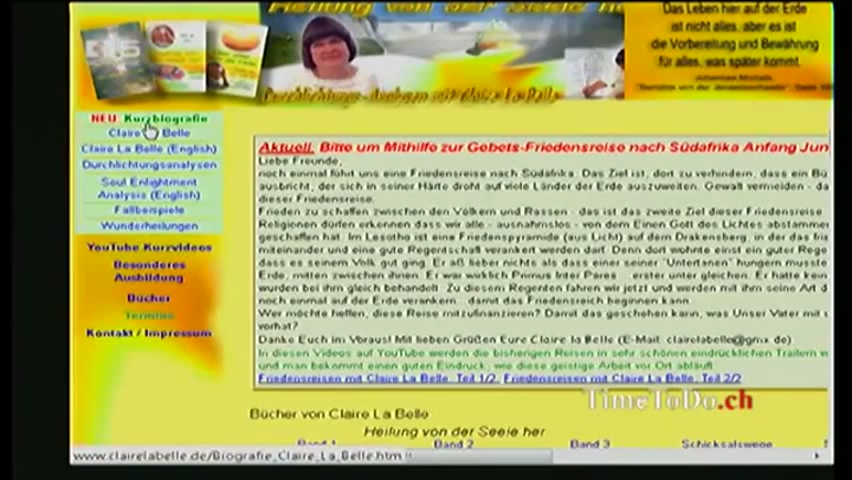 Heilung von der Seele he
Durchlichtungs-Analysen mit Claire La Belle
Das Leben hier auf der Erde
ist nicht alles, aber es ist
die Vorbereitung und Bewährung
für alles, was später kommt.
NEU: Kurzbiografie
Claire La Belle
Claire La Belle (English)
Durchlichtungsanalysen
Soul Enlightment
Analysis (English)
Fallbeispiele
Wunderheilungen
YouTube Kurzvideos
Besonderes
Ausbildung
Bücher
Termine
Kontakt / Impressum
Aktuell: Bitte um Mithilfe zur Gebets-Friedensreise nach Südafrika Anfang Jun
Liebe Freunde,
noch einmal führt uns eine Friedensreise nach Südafrika. Das Ziel ist, dort zu verhindern, dass ein Bü
ausbricht, der sich in seiner Härte droht auf viele Länder der Erde auszuweiten. Gewalt vermeiden - da
dieser Friedensreise.
Frieden zu schaffen zwischen den Völkern und Rassen - das ist das zweite Ziel dieser Friedensreise
Religionen dürfen erkennen dass wir alle - ausnahmslos - von dem Einen Gott des Lichtes abstammen
geschaffen hat. Im Lesotho ist eine Friedenspyramide (aus Licht) auf dem Drakensberg, in der das frie
miteinander und eine gute Regentschaft verankert werden darf. Denn dort wohnte einst ein guter Rege
dass es seinem Volk gut ging. Er aß lieber nichts als dass einer seiner "Untertanen" hungern musste
Erde, mitten zwischen ihnen. Er war wirklich Primus Inter Pares ... erster unter gleichen. Er hatte kein
wurden bei ihm gleich behandelt. Zu diesem Regenten fahren wir jetzt und werden mit ihm seine Art d
noch einmal auf der Erde verankern... damit das Friedensreich beginnen kann.
Wer möchte helfen, diese Reise mitzufinanzieren? Damit das geschehen kann, was Unser Vater mit u
vorhat?
Danke Euch im Voraus! Mit lieben Grüßen Eure Claire la Belle (E-Mail: clairelabelle@gmx.de)
In diesen Videos auf YouTube werden die bisherigen Reisen in sehr schönen eindrücklichen Trailern v
und man bekommt einen guten Eindruck, wie diese geistige Arbeit vor Ort abläuft
Friedensreisen mit Claire La Belle, Teil 1/2, Friedensreisen mit Claire La Belle, Teil 2/2
TimeToDo.ch
Bücher von Claire La Belle
Heilung von der Seele her
Band 1 Band 2 Band 3 Schicksalswege
www.clairelabelle.de/Biografie_Claire_La_Belle.htm